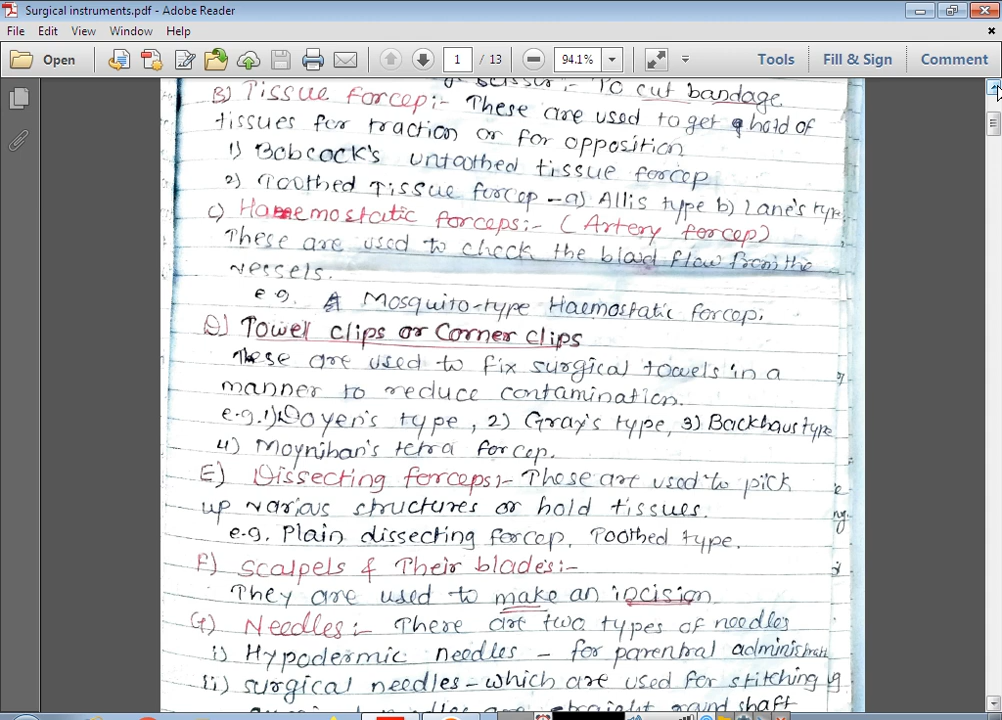 Surgical instruments.pdf - Adobe Reader
File Edit View Window Help
Open 1 / 13 94.1% Tools Fill & Sign Comment
scissor:- To cut bandage
B) Tissue forcep:- These are used to get hold of
tissues for traction or for opposition
1) Bobcock's untoothed tissue forcep
2) Toothed Tissue forcep - a) Allis type b) Lane's type
C) Haemostatic forceps:- (Artery forcep)
These are used to check the blood flow from the
vessels.
e.g. Mosquito-type Haemostatic forcep.
D) Towel clips or Corner clips
These are used to fix surgical towels in a
manner to reduce contamination.
e.g. 1) Doyen's type, 2) Gray's type, 3) Backhaus type
4) Moynihan's tetra forcep.
E) Dissecting forceps:- These are used to pick
up various structures or hold tissues.
e.g. Plain dissecting forcep, Toothed type.
F) Scalpels & Their blades:-
They are used to make an incision
G) Needles:- There are two types of needles
i) Hypodermic needles - for parentral
ii) surgical needles - which are used for stitching
needles are straight round shaft